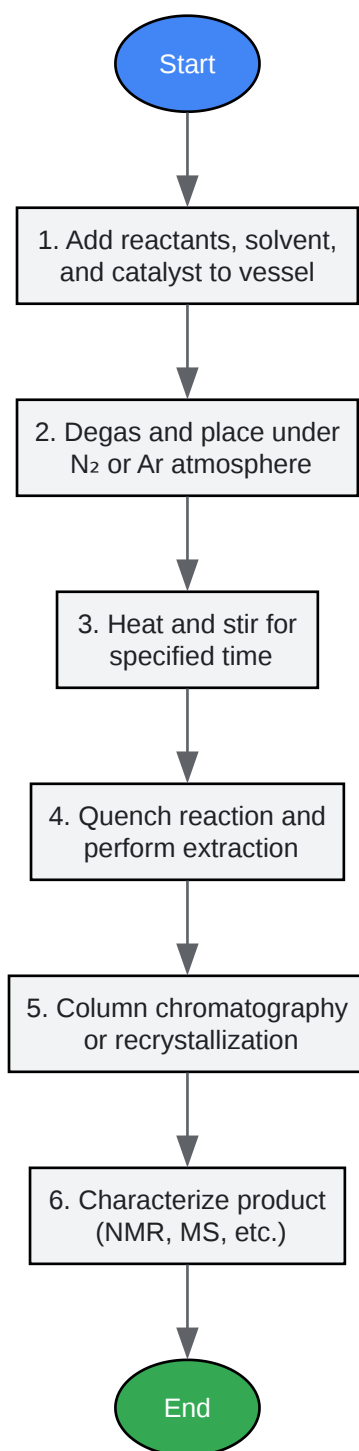 Start
1. Add reactants, solvent,
and catalyst to vessel
2. Degas and place under
N₂ or Ar atmosphere
3. Heat and stir for
specified time
4. Quench reaction and
perform extraction
5. Column chromatography
or recrystallization
6. Characterize product
(NMR, MS, etc.)
End